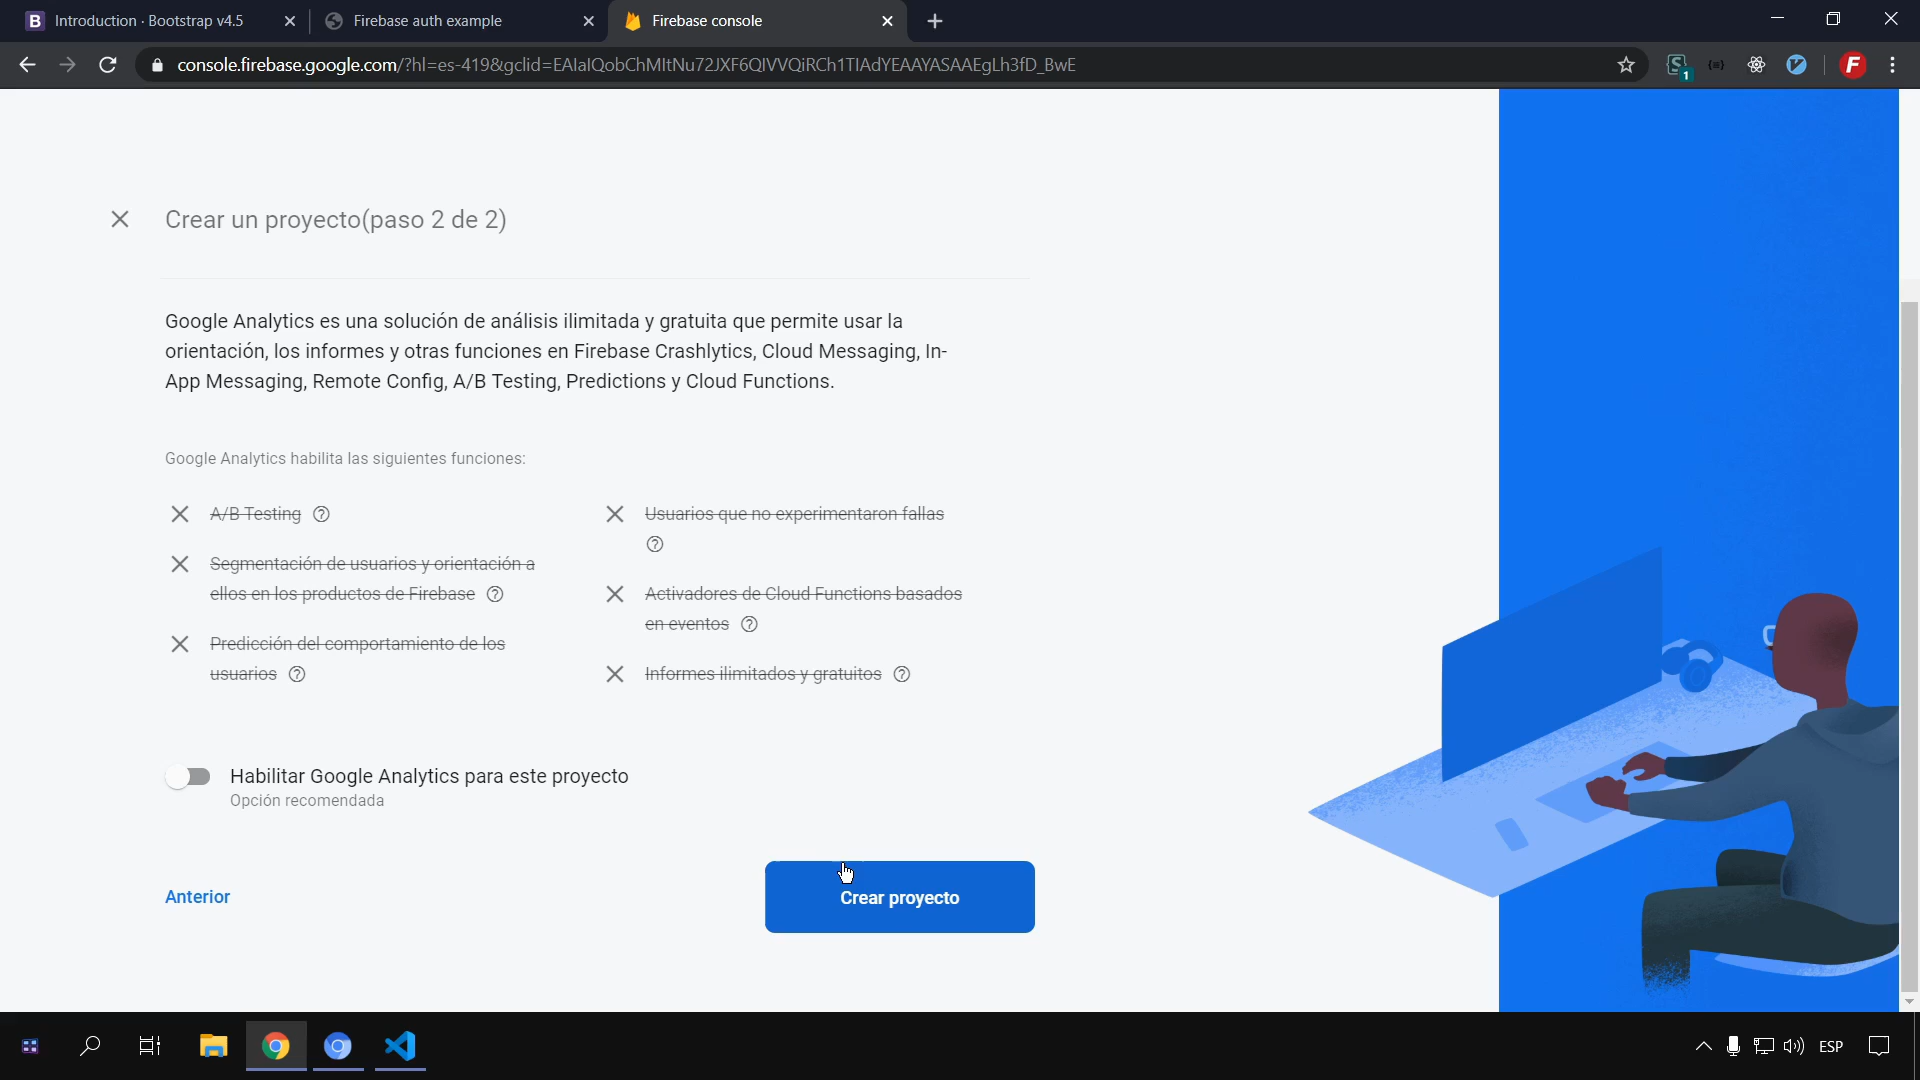 Introduction · Bootstrap v4.5
Firebase auth example
Firebase console
console.firebase.google.com/?hl=es-419&gclid=EAIaIQobChMItNu72JXF6QIVVQiRCh1TIAdYEAAYASAAEgLh3fD_BwE
Crear un proyecto(paso 2 de 2)
Google Analytics es una solución de análisis ilimitada y gratuita que permite usar la
orientación, los informes y otras funciones en Firebase Crashlytics, Cloud Messaging, In-
App Messaging, Remote Config, A/B Testing, Predictions y Cloud Functions.
Google Analytics habilita las siguientes funciones:
A/B Testing
Segmentación de usuarios y orientación a
ellos en los productos de Firebase
Predicción del comportamiento de los
usuarios
Usuarios que no experimentaron fallas
Activadores de Cloud Functions basados
en eventos
Informes ilimitados y gratuitos
Habilitar Google Analytics para este proyecto
Opción recomendada
Anterior
Crear proyecto
ESP